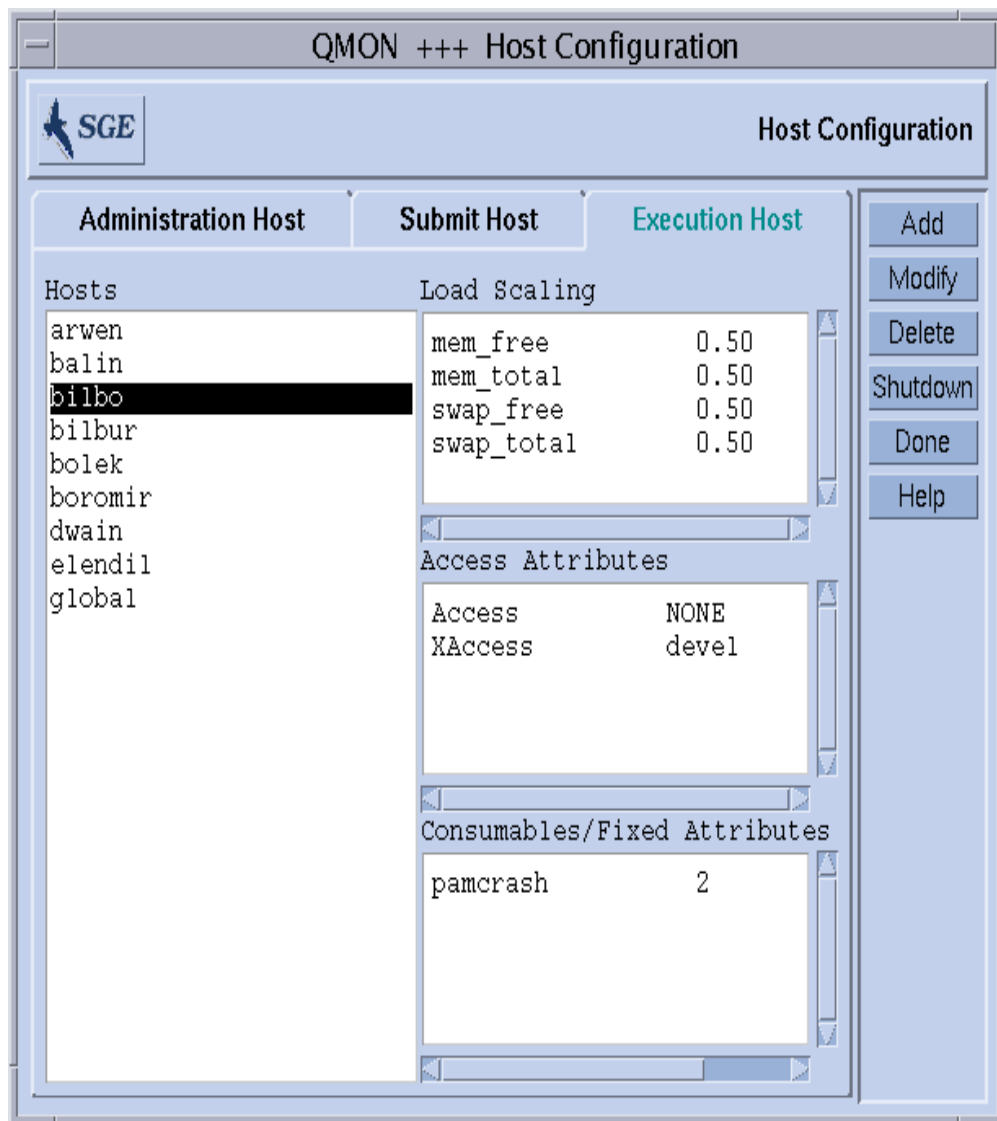 QMON +++ Host Configuration
SGE
Host Configuration
Administration Host
Submit Host
Execution Host
Hosts
arwen
balin
bilbo
bilbur
bolek
boromir
dwain
elendil
global
Load Scaling
mem_free 0.50
mem_total 0.50
swap_free 0.50
swap_total 0.50
Access Attributes
Access NONE
XAccess devel
Consumables/Fixed Attributes
pamcrash 2
Add
Modify
Delete
Shutdown
Done
Help